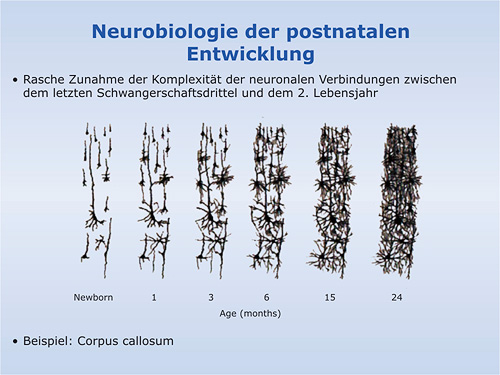 Neurobiologie der postnatalen
Entwicklung
• Rasche Zunahme der Komplexität der neuronalen Verbindungen zwischen
dem letzten Schwangerschaftsdrittel und dem 2. Lebensjahr
Newborn 1 3 6 15 24
Age (months)
• Beispiel: Corpus callosum